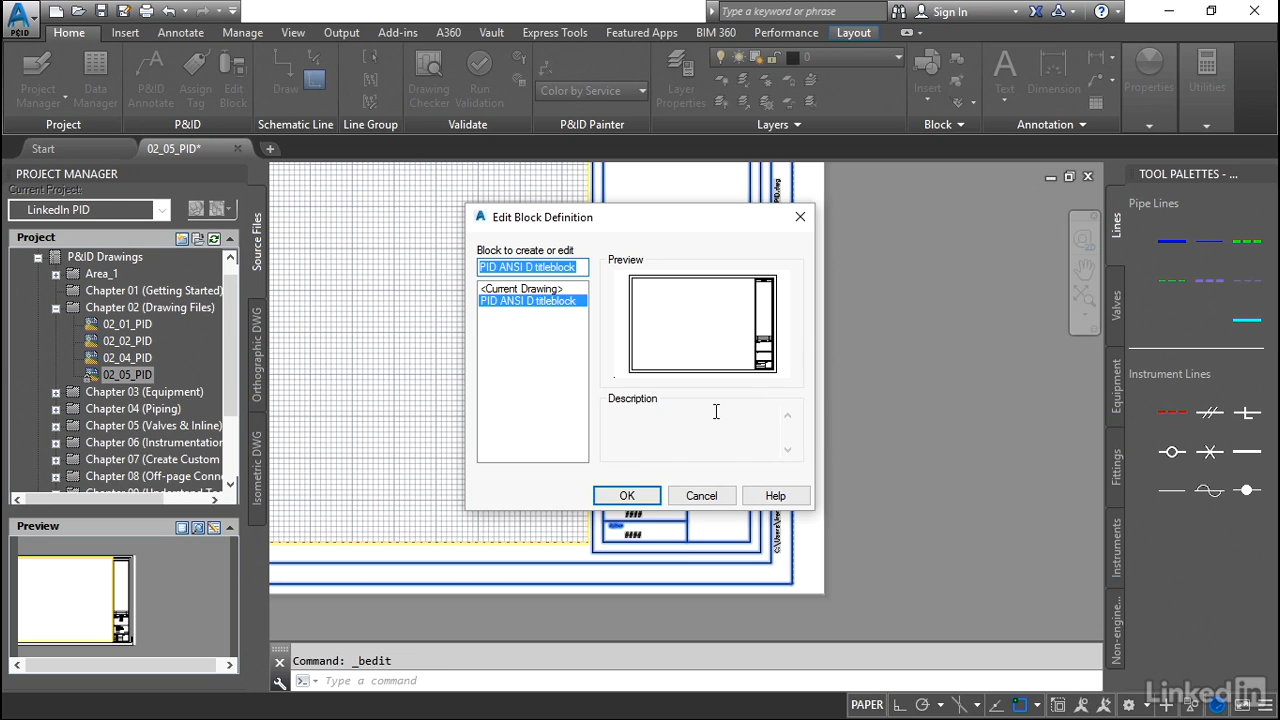 Type a keyword or phrase
Sign In
P&ID
Home
Insert
Annotate
Manage
View
Output
Add-ins
A360
Vault
Express Tools
Featured Apps
BIM 360
Performance
Layout
Project
Manager
Data
Manager
P&ID
Annotate
Assign
Tag
Edit
Block
Draw
Drawing
Checker
Run
Validation
Color by Service
Layer
Properties
0
Insert
Text
Dimension
Properties
Utilities
Project
P&ID
Schematic Line
Line Group
Validate
P&ID Painter
Layers
Block
Annotation
Start
02_05_PID*
PROJECT MANAGER
Current Project:
LinkedIn PID
Project
P&ID Drawings
Area_1
Chapter 01 (Getting Started)
Chapter 02 (Drawing Files)
02_01_PID
02_02_PID
02_04_PID
02_05_PID
Chapter 03 (Equipment)
Chapter 04 (Piping)
Chapter 05 (Valves & Inline)
Chapter 06 (Instrumentation
Chapter 07 (Create Custom
Chapter 08 (Off-page Conne
Source Files
Orthographic DWG
Isometric DWG
Preview
Edit Block Definition
Block to create or edit
PID ANSI D titleblock
<Current Drawing>
PID ANSI D titleblock
Preview
Description
OK
Cancel
Help
####
####
Command: _bedit
Type a command
TOOL PALETTES - ...
Pipe Lines
Instrument Lines
Lines
Valves
Equipment
Fittings
Instruments
Non-engine...
PAPER
LinkedIn